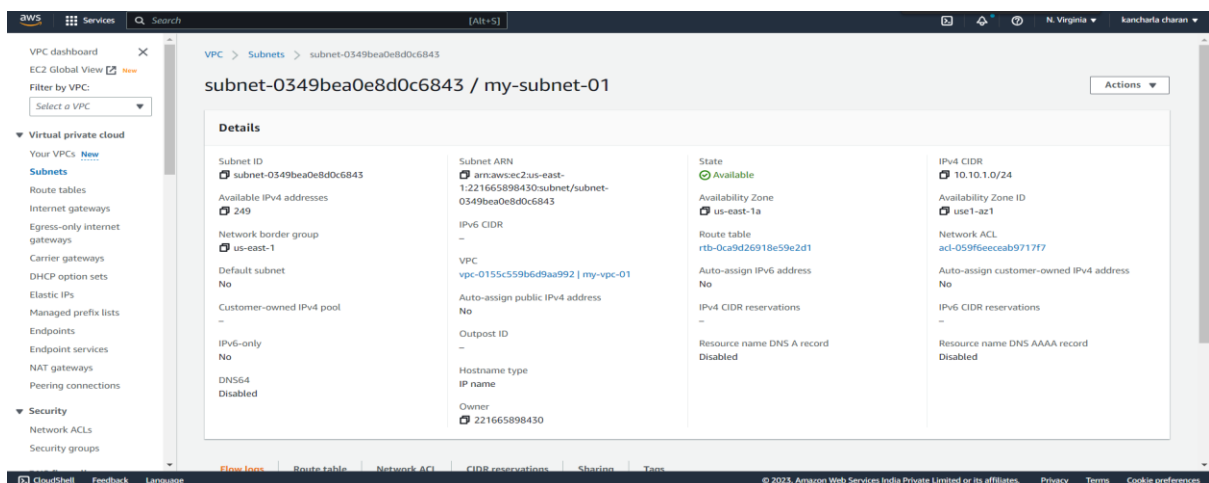 aws Services Search [Alt+S] N. Virginia kancharla charan
VPC dashboard
EC2 Global View New
Filter by VPC:
Select a VPC
Virtual private cloud
Your VPCs New
Subnets
Route tables
Internet gateways
Egress-only internet
gateways
Carrier gateways
DHCP option sets
Elastic IPs
Managed prefix lists
Endpoints
Endpoint services
NAT gateways
Peering connections
Security
Network ACLs
Security groups
VPC > Subnets > subnet-0349bea0e8d0c6843
subnet-0349bea0e8d0c6843 / my-subnet-01
Actions
Details
Subnet ID
subnet-0349bea0e8d0c6843
Available IPv4 addresses
249
Network border group
us-east-1
Default subnet
No
Customer-owned IPv4 pool
–
IPv6-only
No
DNS64
Disabled
Subnet ARN
arn:aws:ec2:us-east-
1:221665898430:subnet/subnet-
0349bea0e8d0c6843
IPv6 CIDR
–
VPC
vpc-0155c559b6d9aa992 | my-vpc-01
Auto-assign public IPv4 address
No
Outpost ID
–
Hostname type
IP name
Owner
221665898430
State
Available
Availability Zone
us-east-1a
Route table
rtb-0ca9d26918e59e2d1
Auto-assign IPv6 address
No
IPv4 CIDR reservations
–
Resource name DNS A record
Disabled
IPv4 CIDR
10.10.1.0/24
Availability Zone ID
use1-az1
Network ACL
acl-059f6eeceab9717f7
Auto-assign customer-owned IPv4 address
No
IPv6 CIDR reservations
–
Resource name DNS AAAA record
Disabled
Flow logs Route table Network ACL CIDR reservations Sharing Tags
CloudShell Feedback Language © 2023, Amazon Web Services India Private Limited or its affiliates. Privacy Terms Cookie preferences